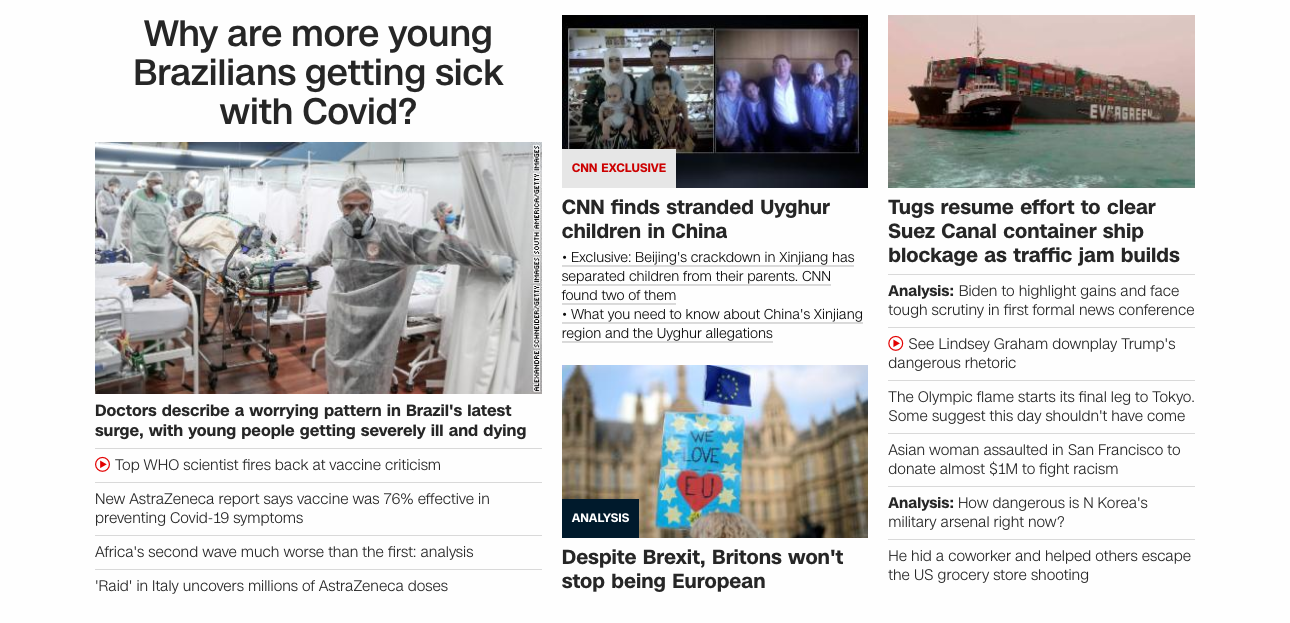 Why are more young
Brazilians getting sick
with Covid?
ALEXANDRE SCHNEIDER/GETTY IMAGES SOUTH AMERICA/GETTY IMAGES
Doctors describe a worrying pattern in Brazil's latest
surge, with young people getting severely ill and dying
Top WHO scientist fires back at vaccine criticism
New AstraZeneca report says vaccine was 76% effective in
preventing Covid-19 symptoms
Africa's second wave much worse than the first: analysis
'Raid' in Italy uncovers millions of AstraZeneca doses
CNN EXCLUSIVE
CNN finds stranded Uyghur
children in China
• Exclusive: Beijing's crackdown in Xinjiang has
separated children from their parents. CNN
found two of them
• What you need to know about China's Xinjiang
region and the Uyghur allegations
WE
LOVE
EU
ANALYSIS
Despite Brexit, Britons won't
stop being European
EVERGREEN
Tugs resume effort to clear
Suez Canal container ship
blockage as traffic jam builds
Analysis: Biden to highlight gains and face
tough scrutiny in first formal news conference
See Lindsey Graham downplay Trump's
dangerous rhetoric
The Olympic flame starts its final leg to Tokyo.
Some suggest this day shouldn't have come
Asian woman assaulted in San Francisco to
donate almost $1M to fight racism
Analysis: How dangerous is N Korea's
military arsenal right now?
He hid a coworker and helped others escape
the US grocery store shooting